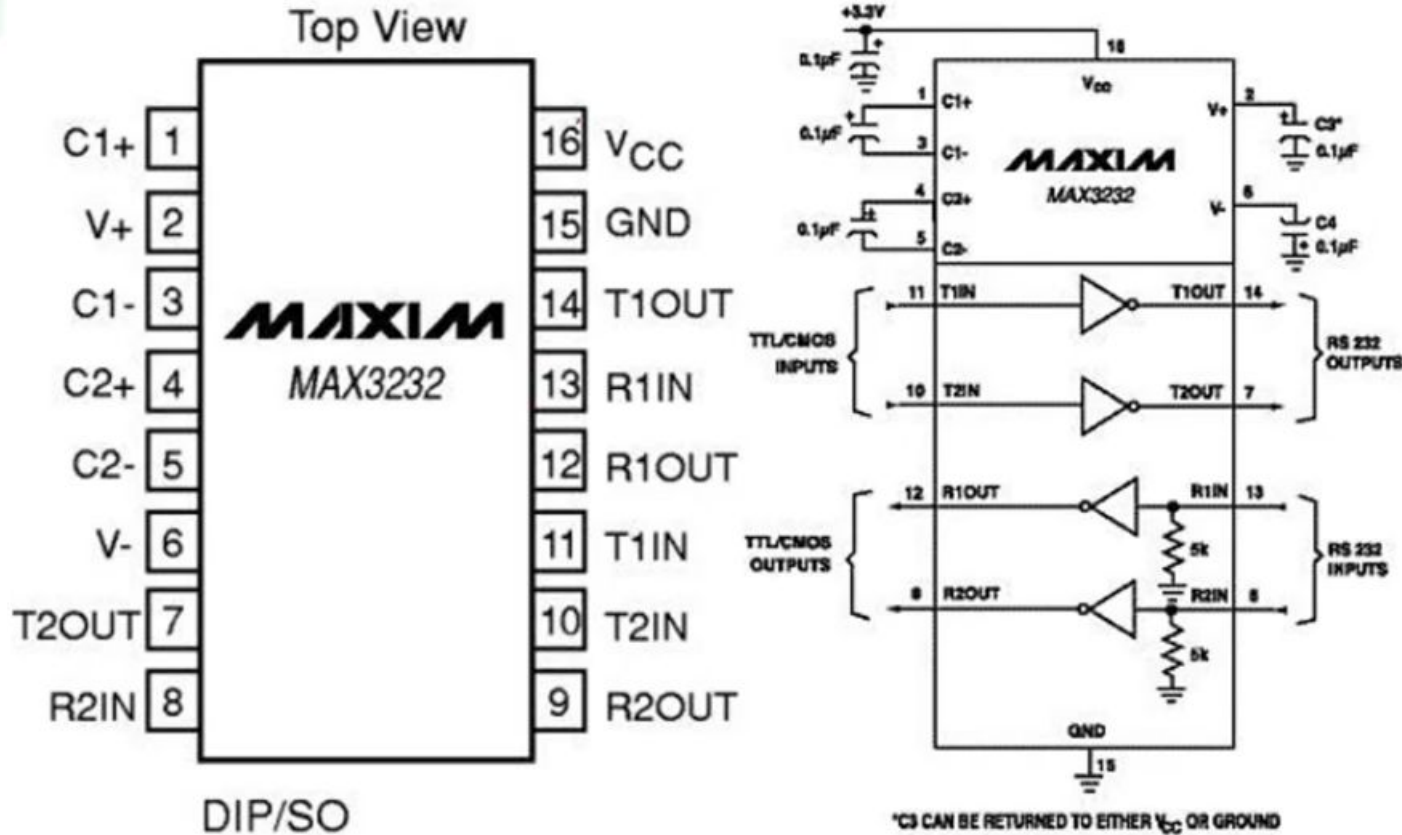 Top View
C1+ 1
V+ 2
C1- 3
C2+ 4
C2- 5
V- 6
T2OUT 7
R2IN 8
16 VCC
15 GND
14 T1OUT
13 R1IN
12 R1OUT
11 T1IN
10 T2IN
9 R2OUT
MAXIM
MAX3232
DIP/SO
+3.3V
0.1µF
16
VCC
1 C1+
0.1µF
3 C1-
4 C2+
0.1µF
5 C2-
MAXIM
MAX3232
V+ 2
C3*
0.1µF
V- 6
C4
0.1µF
TTL/CMOS
INPUTS
11 T1IN
T1OUT 14
10 T2IN
T2OUT 7
RS 232
OUTPUTS
TTL/CMOS
OUTPUTS
12 R1OUT
R1IN 13
5k
R2OUT
R2IN
5k
RS 232
INPUTS
GND
15
*C3 CAN BE RETURNED TO EITHER VCC OR GROUND